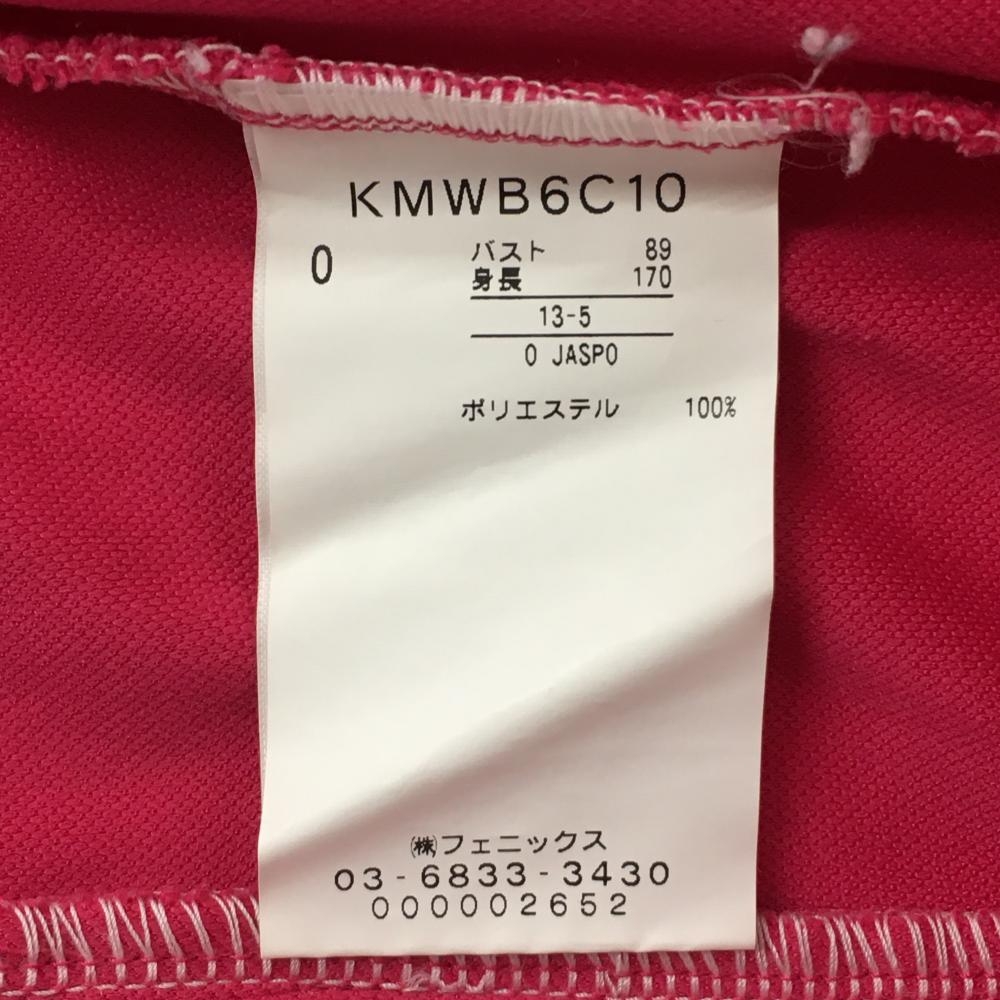 KMWB6C10
0
バスト 89
身長 170
13-5
0 JASPO
ポリエステル 100%
㈱フェニックス
03-6833-3430
000002652